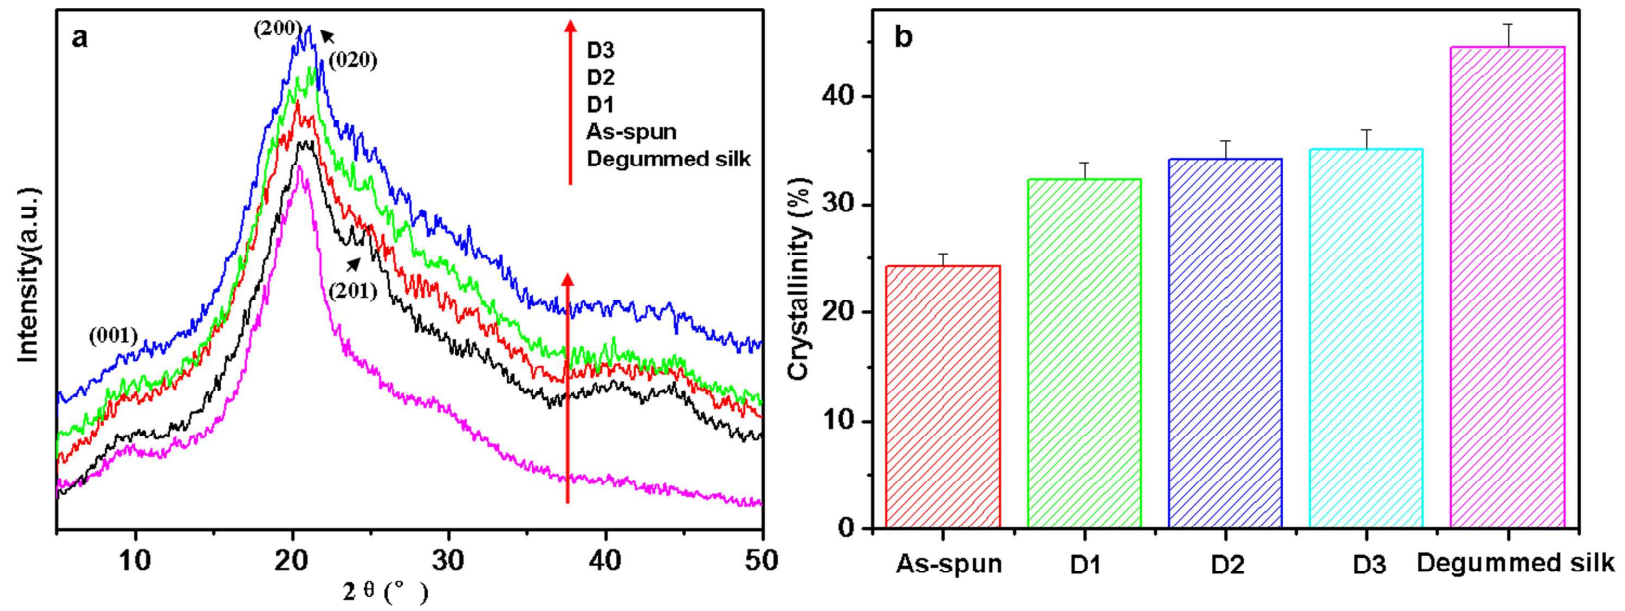 a
(200)
(020)
D3
D2
D1
As-spun
Degummed silk
(201)
(001)
Intensity(a.u.)
10 20 30 40 50
2 θ (°)
b
Crystallinity (%)
40
30
20
10
0
As-spun D1 D2 D3 Degummed silk